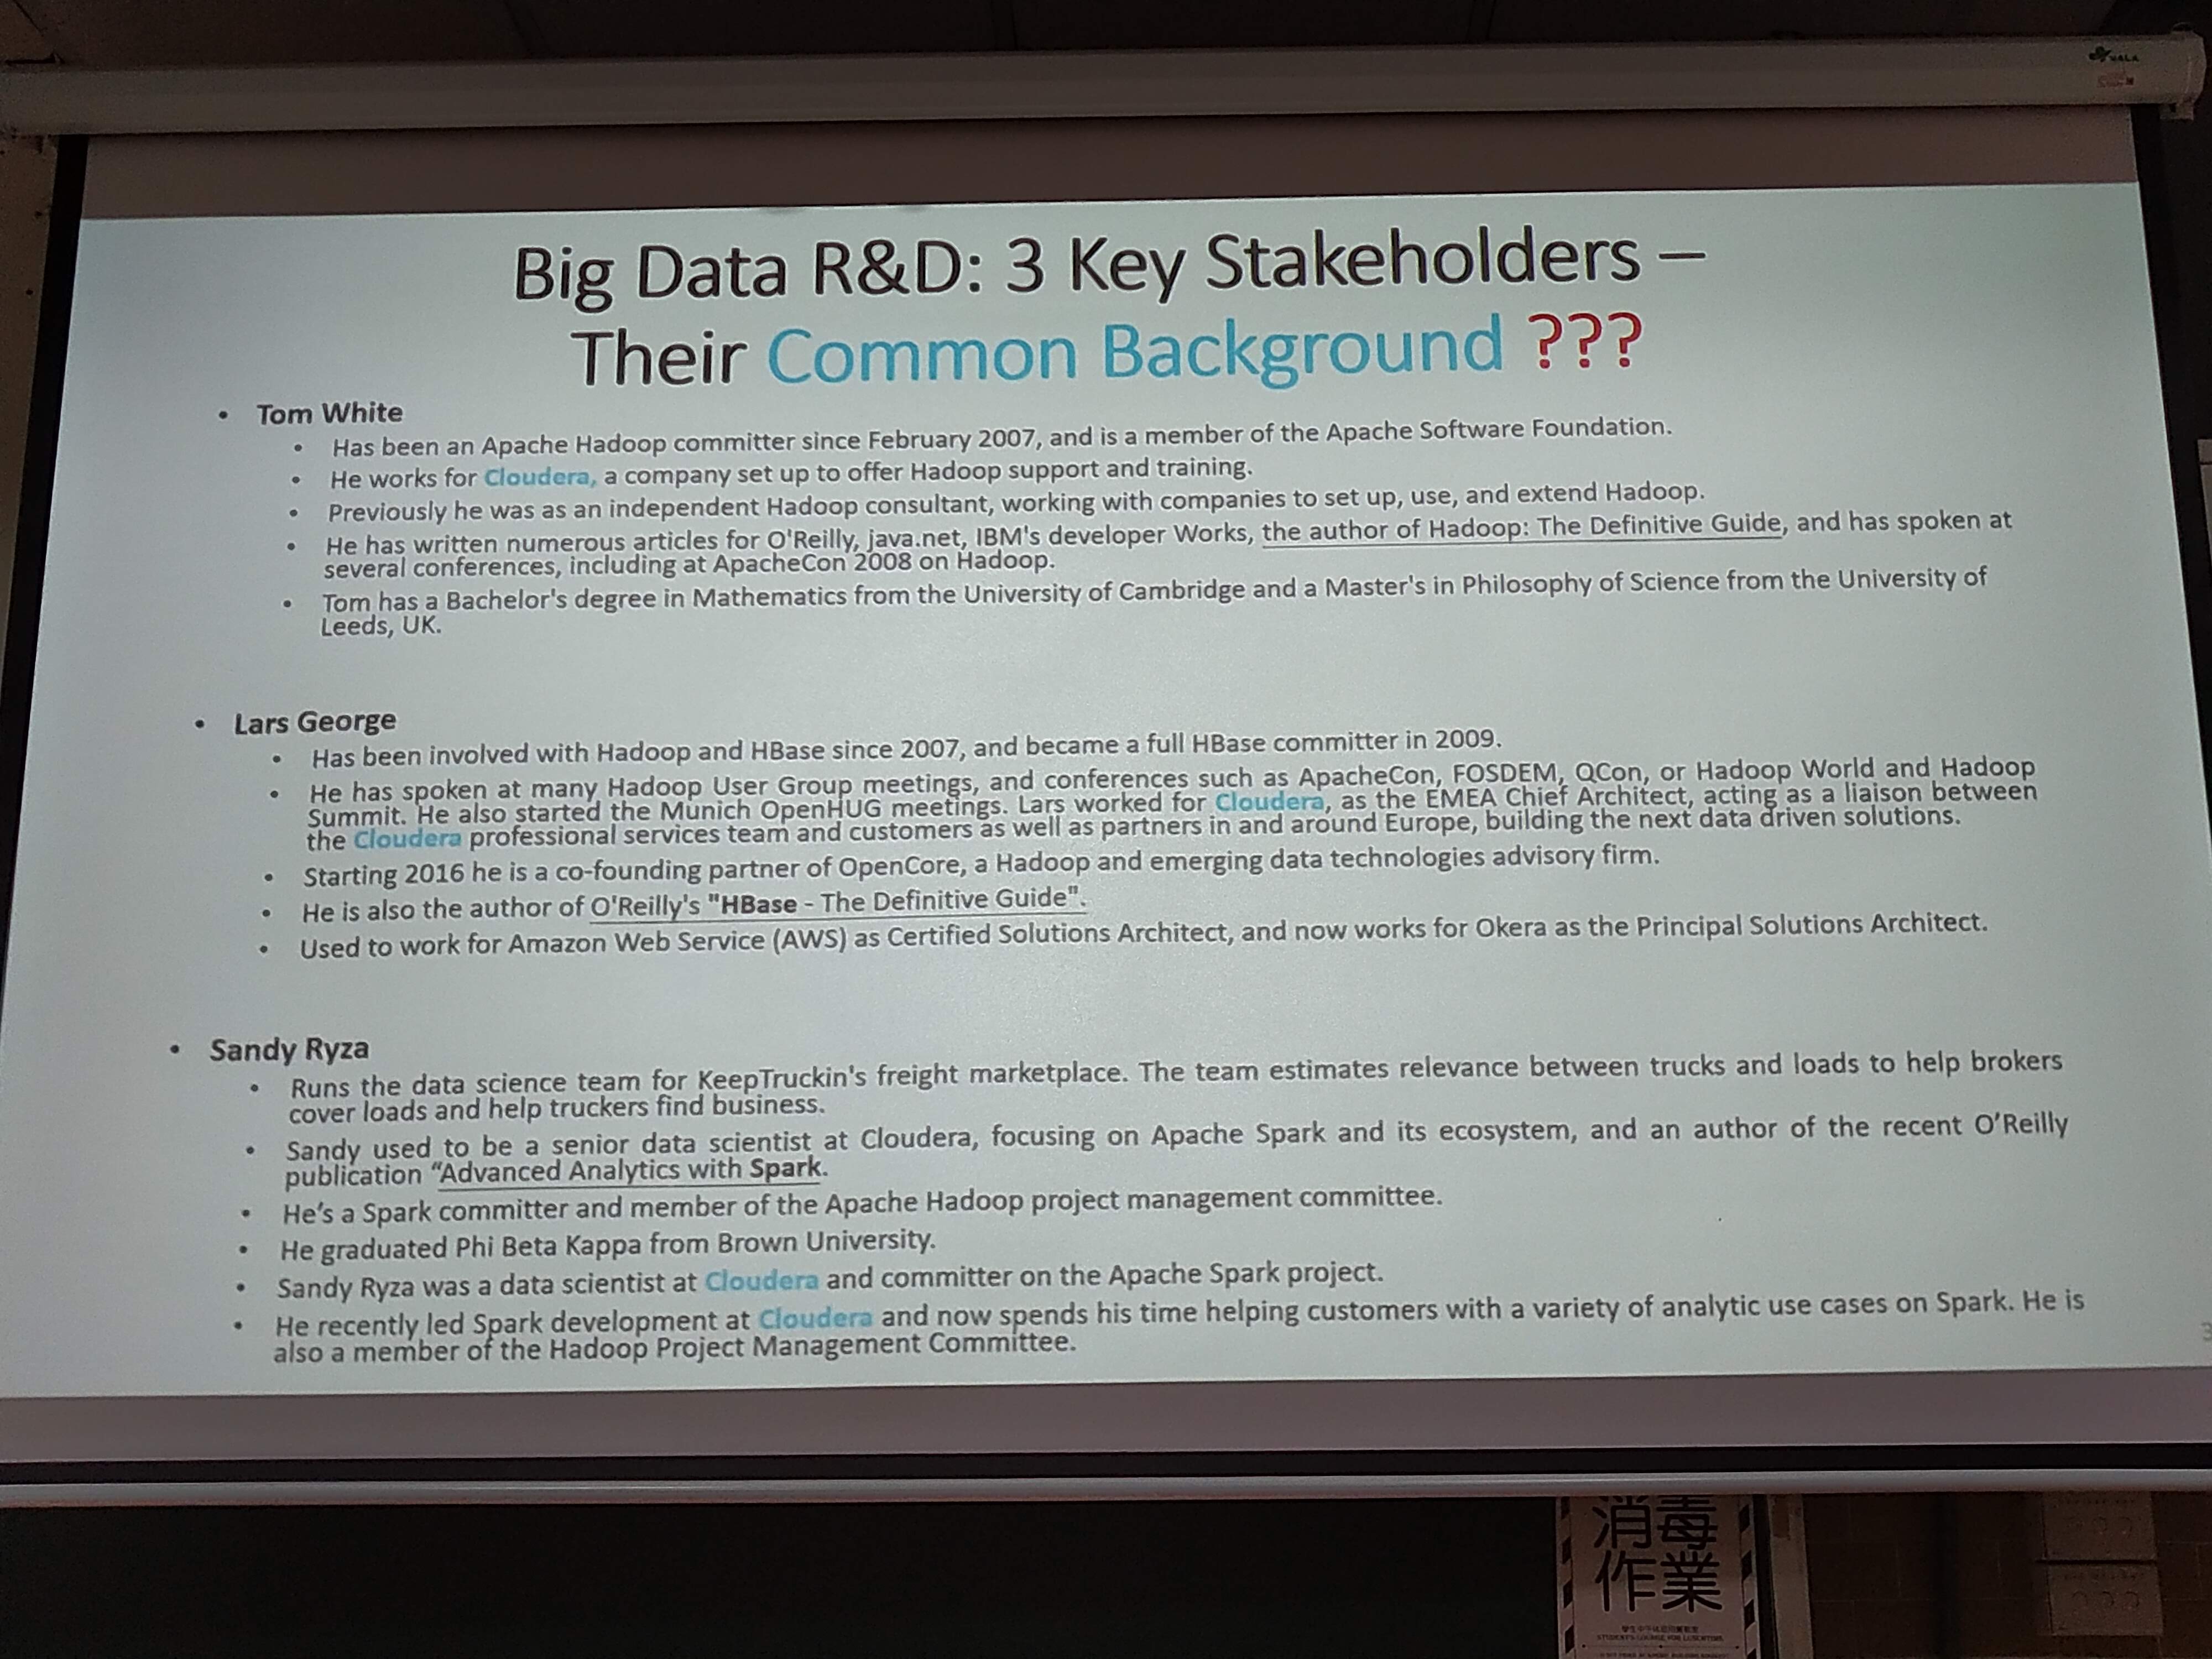 VALA
Big Data R&D: 3 Key Stakeholders –
Their Common Background ???
• Tom White
• Has been an Apache Hadoop committer since February 2007, and is a member of the Apache Software Foundation.
• He works for Cloudera, a company set up to offer Hadoop support and training.
• Previously he was as an independent Hadoop consultant, working with companies to set up, use, and extend Hadoop.
• He has written numerous articles for O'Reilly, java.net, IBM's developer Works, the author of Hadoop: The Definitive Guide, and has spoken at
several conferences, including at ApacheCon 2008 on Hadoop.
• Tom has a Bachelor's degree in Mathematics from the University of Cambridge and a Master's in Philosophy of Science from the University of
Leeds, UK.
• Lars George
• Has been involved with Hadoop and HBase since 2007, and became a full HBase committer in 2009.
• He has spoken at many Hadoop User Group meetings, and conferences such as ApacheCon, FOSDEM, QCon, or Hadoop World and Hadoop
Summit. He also started the Munich OpenHUG meetings. Lars worked for Cloudera, as the EMEA Chief Architect, acting as a liaison between
the Cloudera professional services team and customers as well as partners in and around Europe, building the next data driven solutions.
• Starting 2016 he is a co-founding partner of OpenCore, a Hadoop and emerging data technologies advisory firm.
• He is also the author of O'Reilly's "HBase - The Definitive Guide".
• Used to work for Amazon Web Service (AWS) as Certified Solutions Architect, and now works for Okera as the Principal Solutions Architect.
• Sandy Ryza
• Runs the data science team for KeepTruckin's freight marketplace. The team estimates relevance between trucks and loads to help brokers
cover loads and help truckers find business.
• Sandy used to be a senior data scientist at Cloudera, focusing on Apache Spark and its ecosystem, and an author of the recent O’Reilly
publication “Advanced Analytics with Spark.
• He’s a Spark committer and member of the Apache Hadoop project management committee.
• He graduated Phi Beta Kappa from Brown University.
• Sandy Ryza was a data scientist at Cloudera and committer on the Apache Spark project.
• He recently led Spark development at Cloudera and now spends his time helping customers with a variety of analytic use cases on Spark. He is
also a member of the Hadoop Project Management Committee.
3
消毒
作業